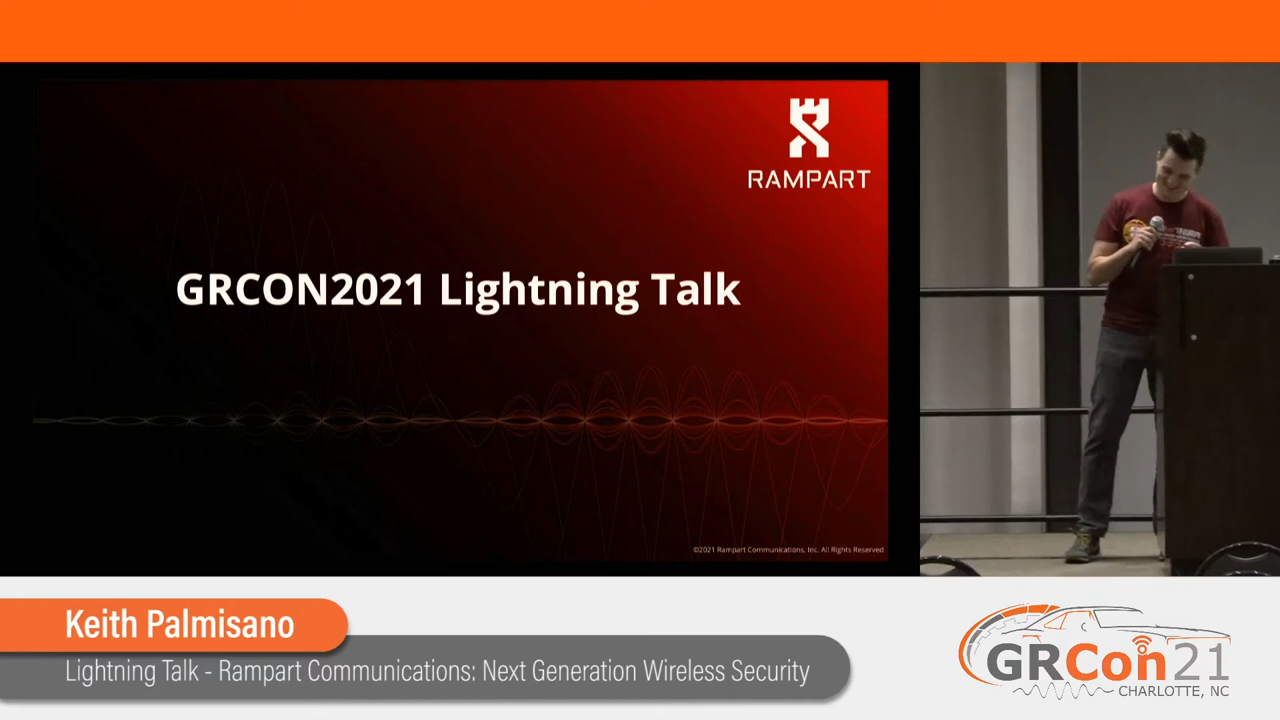 RAMPART
GRCON2021 Lightning Talk
©2021 Rampart Communications, Inc. All Rights Reserved
Keith Palmisano
Lightning Talk - Rampart Communications: Next Generation Wireless Security
GRCon21
CHARLOTTE, NC